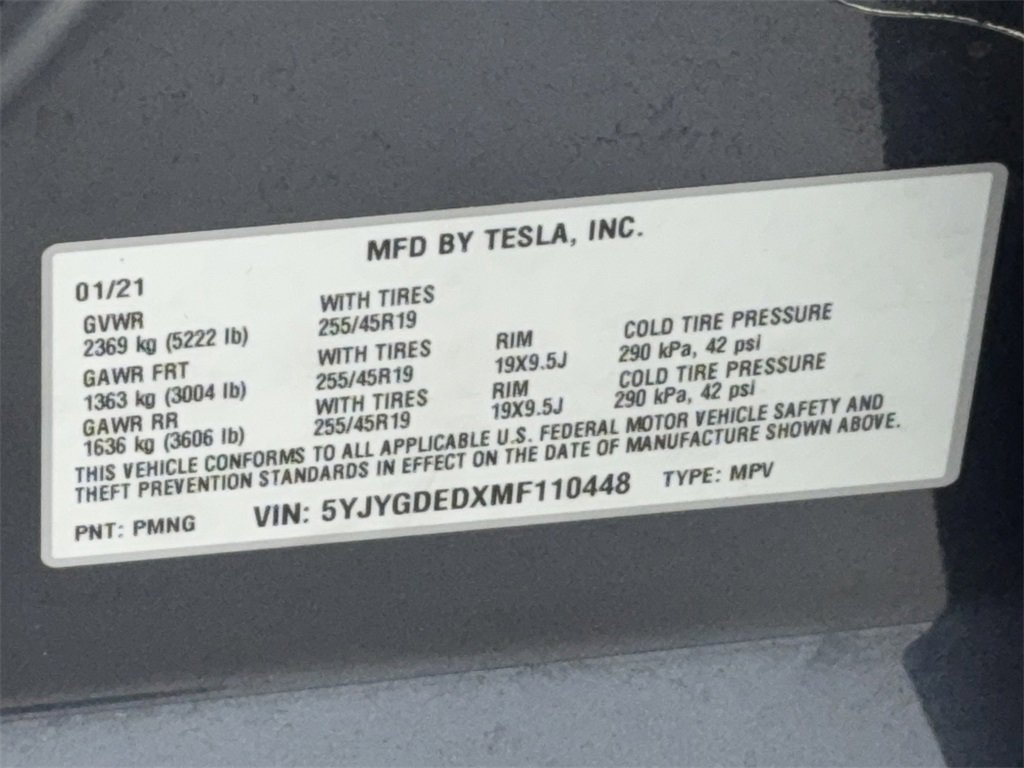 MFD BY TESLA, INC.
01/21
GVWR WITH TIRES
2369 kg (5222 lb) 255/45R19
GAWR FRT WITH TIRES RIM COLD TIRE PRESSURE
1363 kg (3004 lb) 255/45R19 19X9.5J 290 kPa, 42 psi
GAWR RR WITH TIRES RIM COLD TIRE PRESSURE
1636 kg (3606 lb) 255/45R19 19X9.5J 290 kPa, 42 psi
THIS VEHICLE CONFORMS TO ALL APPLICABLE U.S. FEDERAL MOTOR VEHICLE SAFETY AND
THEFT PREVENTION STANDARDS IN EFFECT ON THE DATE OF MANUFACTURE SHOWN ABOVE.
PNT: PMNG VIN: 5YJYGDEDXMF110448 TYPE: MPV